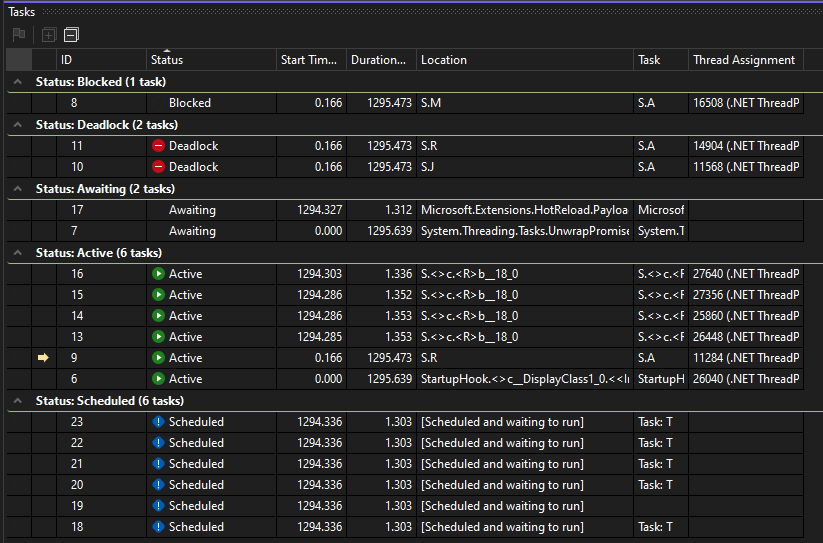 Tasks
ID Status Start Tim... Duration... Location Task Thread Assignment
Status: Blocked (1 task)
8 Blocked 0.166 1295.473 S.M S.A 16508 (.NET ThreadP
Status: Deadlock (2 tasks)
11 Deadlock 0.166 1295.473 S.R S.A 14904 (.NET ThreadP
10 Deadlock 0.166 1295.473 S.J S.A 11568 (.NET ThreadP
Status: Awaiting (2 tasks)
17 Awaiting 1294.327 1.312 Microsoft.Extensions.HotReload.Payloa Microsof
7 Awaiting 0.000 1295.639 System.Threading.Tasks.UnwrapPromise System.T
Status: Active (6 tasks)
16 Active 1294.303 1.336 S.<>c.<R>b__18_0 S.<>c.<F 27640 (.NET ThreadP
15 Active 1294.286 1.352 S.<>c.<R>b__18_0 S.<>c.<F 27356 (.NET ThreadP
14 Active 1294.286 1.353 S.<>c.<R>b__18_0 S.<>c.<F 25860 (.NET ThreadP
13 Active 1294.285 1.353 S.<>c.<R>b__18_0 S.<>c.<F 26448 (.NET ThreadP
9 Active 0.166 1295.473 S.R S.A 11284 (.NET ThreadP
6 Active 0.000 1295.639 StartupHook.<>c__DisplayClass1_0.<<In StartupH 26040 (.NET ThreadP
Status: Scheduled (6 tasks)
23 Scheduled 1294.336 1.303 [Scheduled and waiting to run] Task: T
22 Scheduled 1294.336 1.303 [Scheduled and waiting to run] Task: T
21 Scheduled 1294.336 1.303 [Scheduled and waiting to run] Task: T
20 Scheduled 1294.336 1.303 [Scheduled and waiting to run] Task: T
19 Scheduled 1294.336 1.303 [Scheduled and waiting to run]
18 Scheduled 1294.336 1.303 [Scheduled and waiting to run] Task: T